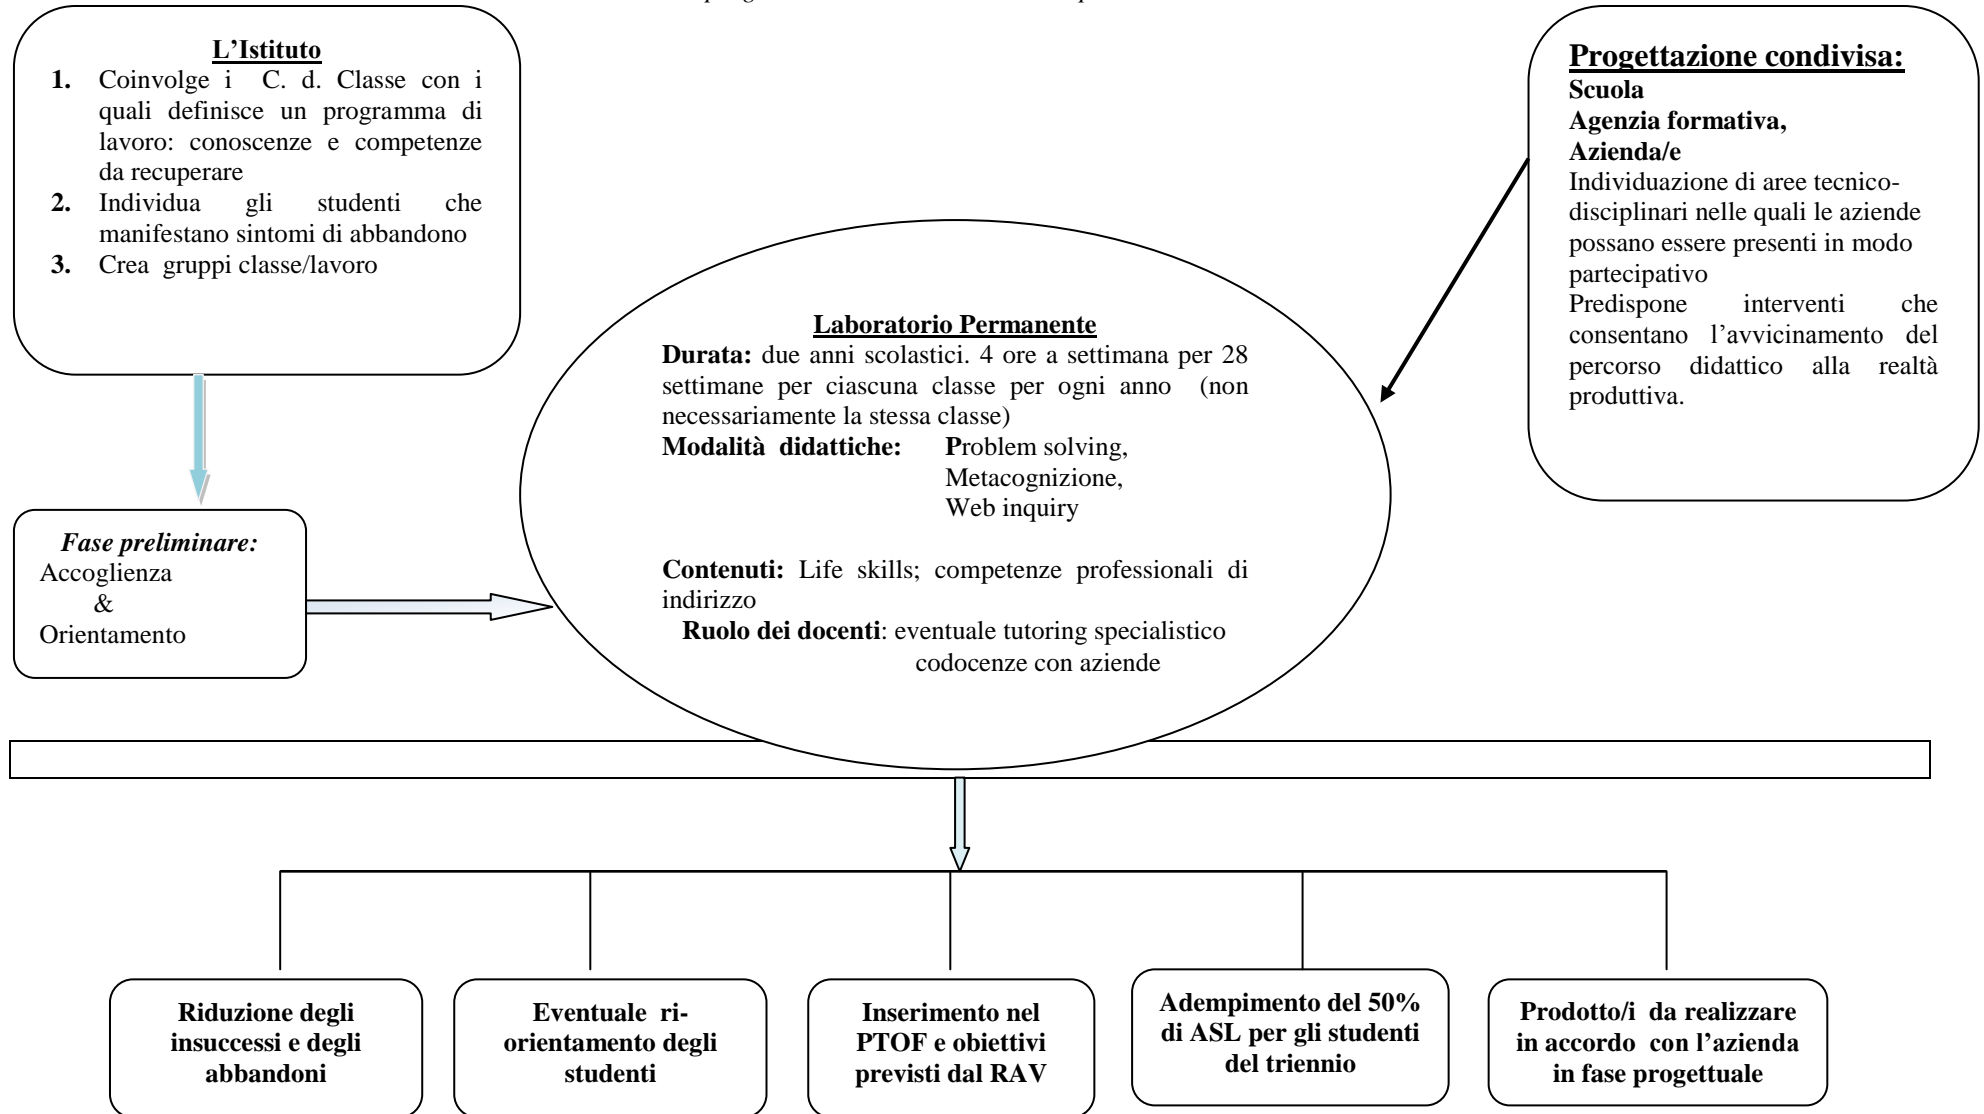 L’Istituto
1. Coinvolge i C. d. Classe con i
quali definisce un programma di
lavoro: conoscenze e competenze
da recuperare
2. Individua gli studenti che
manifestano sintomi di abbandono
3. Crea gruppi classe/lavoro
Progettazione condivisa:
Scuola
Agenzia formativa,
Azienda/e
Individuazione di aree tecnico-
disciplinari nelle quali le aziende
possano essere presenti in modo
partecipativo
Predispone interventi che
consentano l’avvicinamento del
percorso didattico alla realtà
produttiva.
Fase preliminare:
Accoglienza
&
Orientamento
Laboratorio Permanente
Durata: due anni scolastici. 4 ore a settimana per 28
settimane per ciascuna classe per ogni anno (non
necessariamente la stessa classe)
Modalità didattiche: Problem solving,
Metacognizione,
Web inquiry
Contenuti: Life skills; competenze professionali di
indirizzo
Ruolo dei docenti: eventuale tutoring specialistico
codocenze con aziende
Riduzione degli
insuccessi e degli
abbandoni
Eventuale ri-
orientamento degli
studenti
Inserimento nel
PTOF e obiettivi
previsti dal RAV
Adempimento del 50%
di ASL per gli studenti
del triennio
Prodotto/i da realizzare
in accordo con l’azienda
in fase progettuale